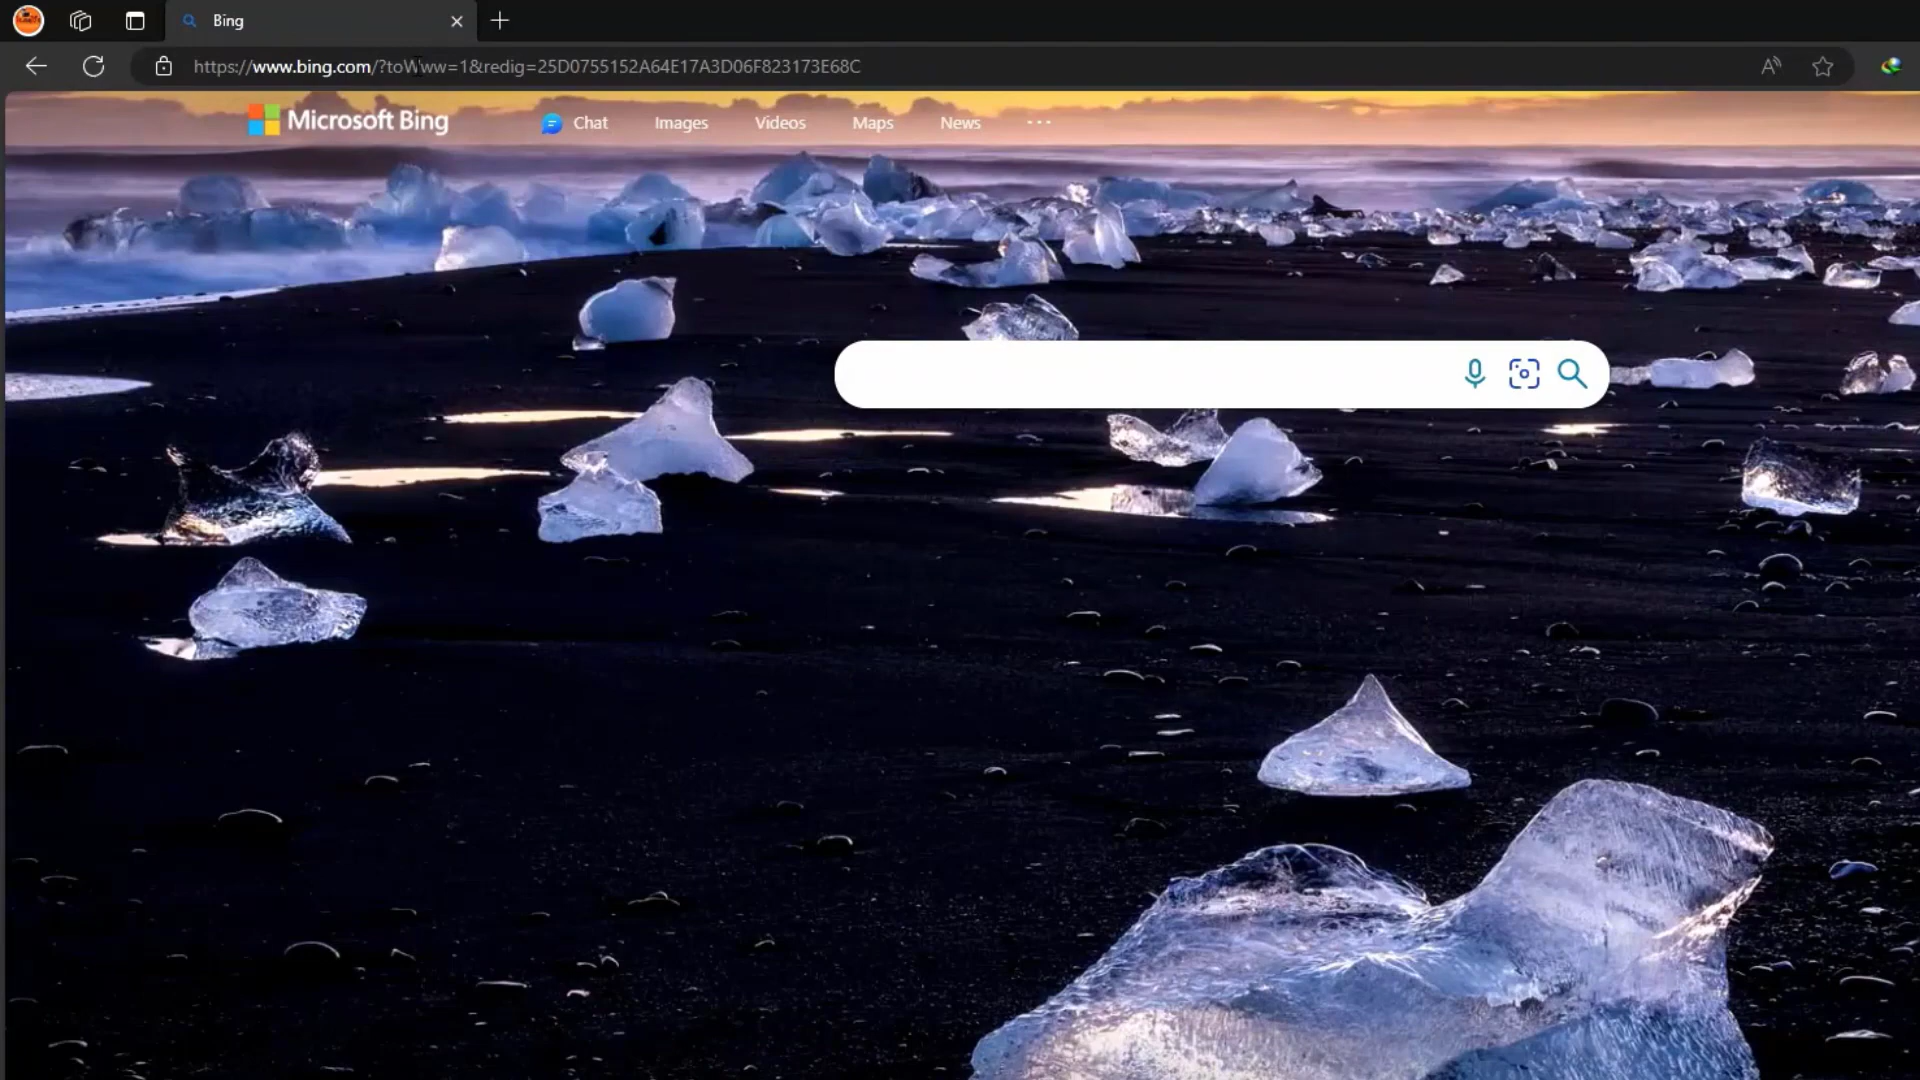 Bing
https://www.bing.com/?toWww=1&redig=25D0755152A64E17A3D06F823173E68C
Microsoft Bing
Chat
Images
Videos
Maps
News